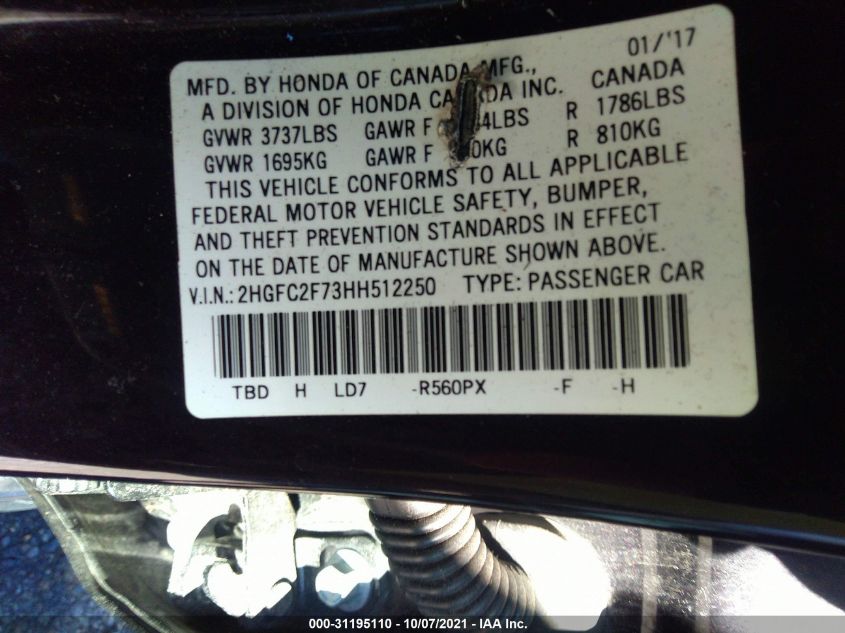 01/'17
MFD. BY HONDA OF CANADA MFG.,
A DIVISION OF HONDA INC. CANADA
GVWR 3737LBS GAWR F R 1786LBS
GVWR 1695KG GAWR F R 810KG
THIS VEHICLE CONFORMS TO ALL APPLICABLE
FEDERAL MOTOR VEHICLE SAFETY, BUMPER,
AND THEFT PREVENTION STANDARDS IN EFFECT
ON THE DATE OF MANUFACTURE SHOWN ABOVE.
V.I.N.: 2HGFC2F73HH512250 TYPE: PASSENGER CAR
TBD H LD7 -R560PX -F -H
000-31195110 - 10/07/2021 - IAA Inc.